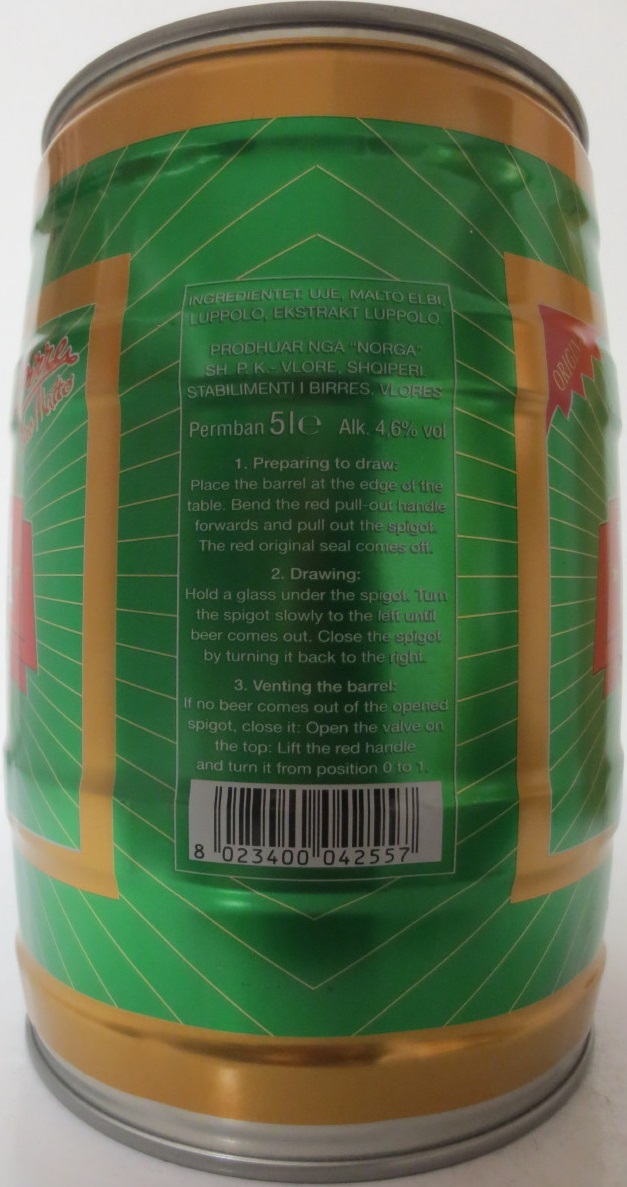 INGREDIENTET: UJE, MALTO ELBI,
LUPPOLO, EKSTRAKT LUPPOLO.
PRODHUAR NGA "NORGA"
SH. P. K.- VLORE, SHQIPERI
STABILIMENTI I BIRRES, VLORES
Permban 5l e Alk. 4,6% vol
1. Preparing to draw:
Place the barrel at the edge of the
table. Bend the red pull-out handle
forwards and pull out the spigot.
The red original seal comes off.
2. Drawing:
Hold a glass under the spigot. Turn
the spigot slowly to the left until
beer comes out. Close the spigot
by turning it back to the right.
3. Venting the barrel:
If no beer comes out of the opened
spigot, close it: Open the valve on
the top: Lift the red handle
and turn it from position 0 to 1.
8 023400 042557